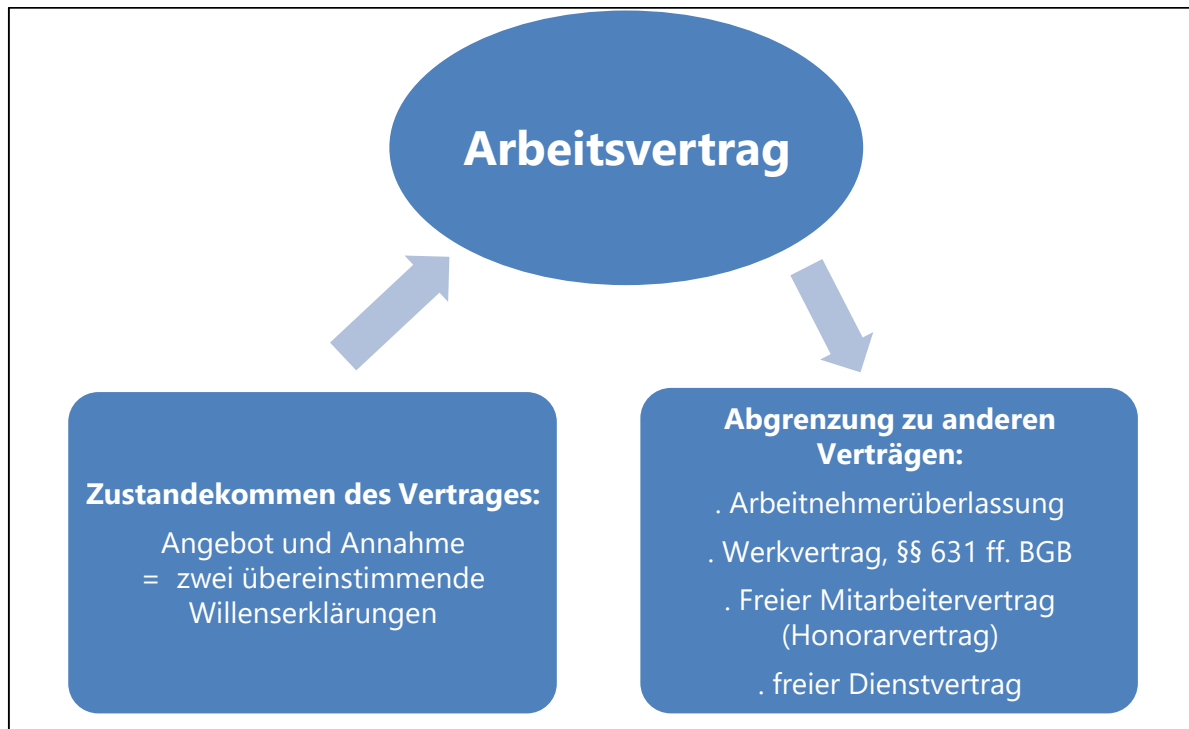 Arbeitsvertrag
Zustandekommen des Vertrages:
Angebot und Annahme
= zwei übereinstimmende
Willenserklärungen
Abgrenzung zu anderen
Verträgen:
. Arbeitnehmerüberlassung
. Werkvertrag, §§ 631 ff. BGB
. Freier Mitarbeitervertrag
(Honorarvertrag)
. freier Dienstvertrag